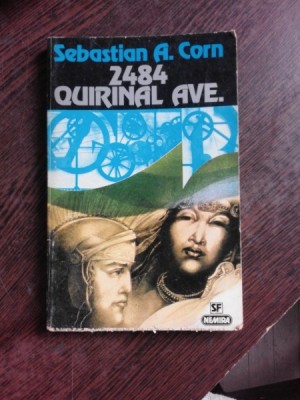 Sebastian A. Corn
2484
QUIRINAL AVE.
SF
NEMIRA